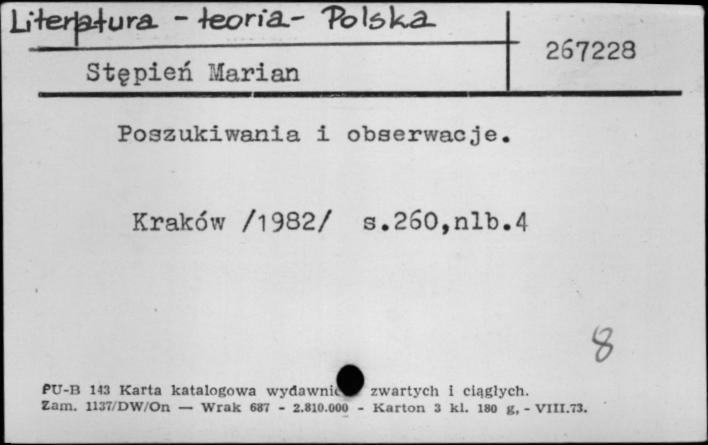 Literatura - teoria - Polska
267228
Stępień Marian
Poszukiwania i obserwacje.
Kraków /1982/ s.260,nlb.4
8
PU-B 143 Karta katalogowa zwartych i ciągłych.
Zam. 1137/DW/On — Wrak 687 - 2.810.000 - Karton 3 kl. 180 g, - VIII.73.